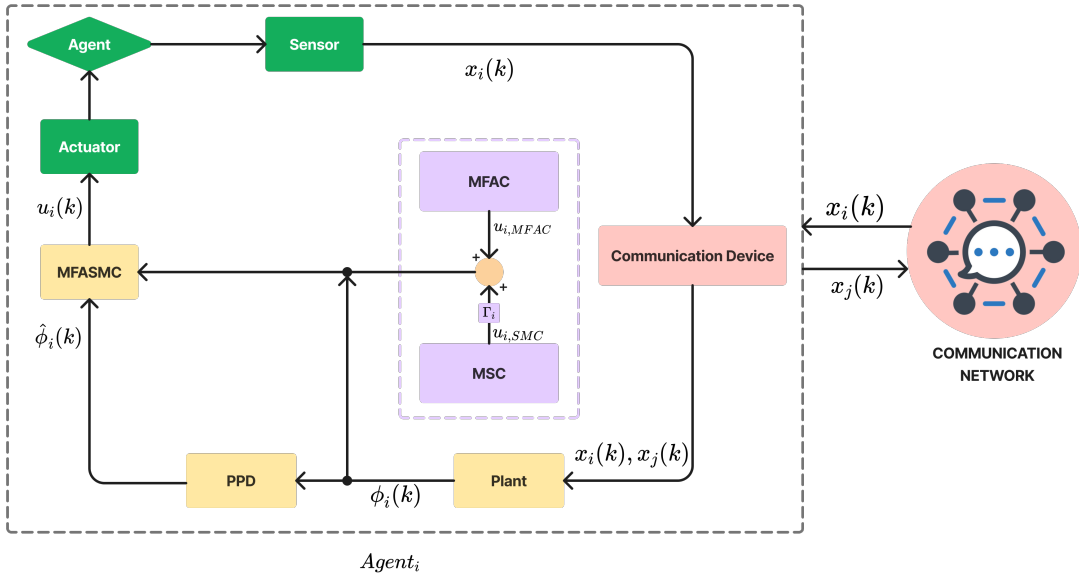 Agent
Sensor
x_i(k)
Actuator
MFAC
u_i(k)
u_{i,MFAC}
x_i(k)
Communication Device
+
MFASMC
+
x_j(k)
Γ_i
\hat{ϕ}_i(k)
u_{i,SMC}
COMMUNICATION
NETWORK
MSC
x_i(k), x_j(k)
PPD
Plant
ϕ_i(k)
Agent_i